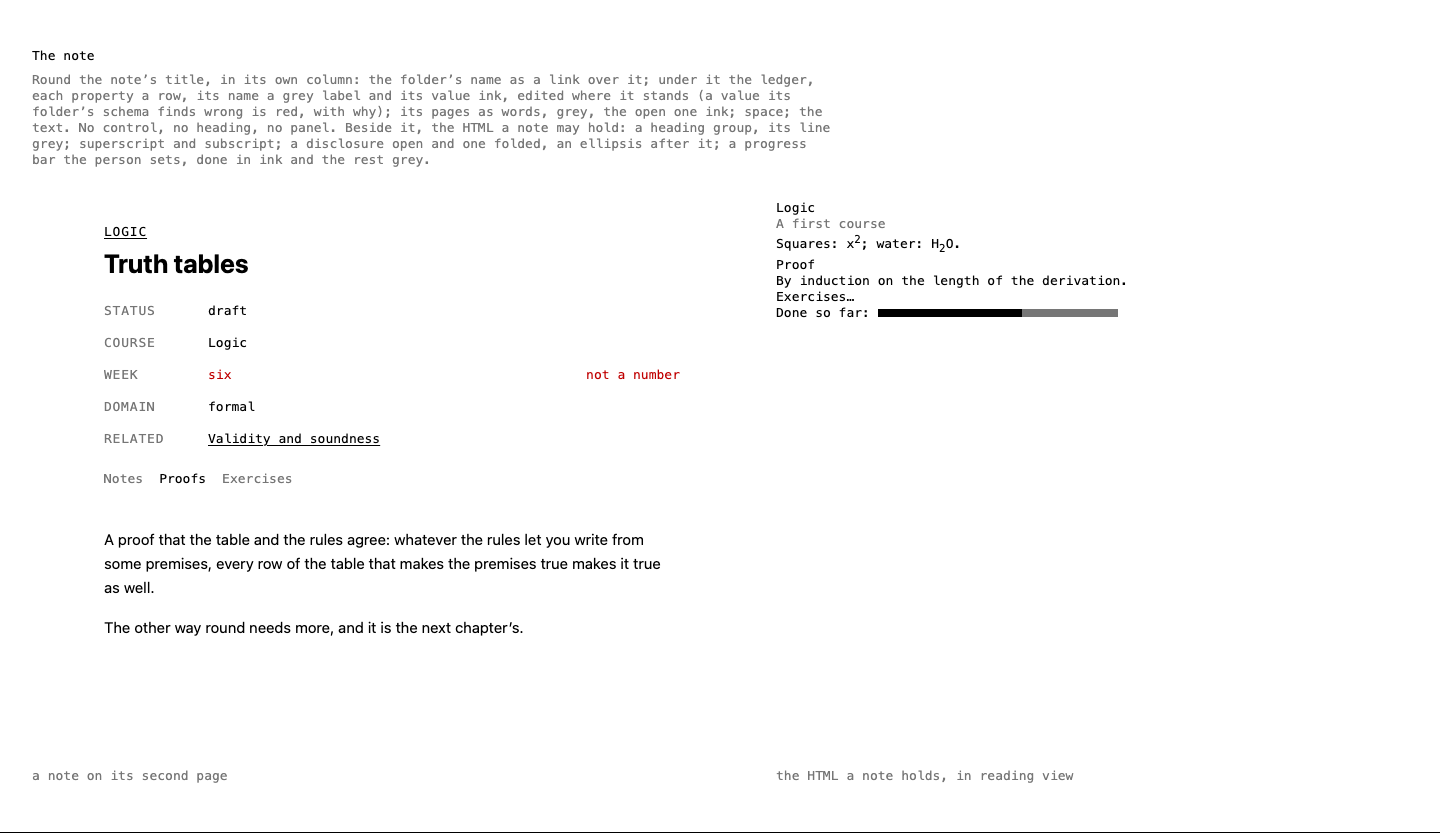 The note
Round the note’s title, in its own column: the folder’s name as a link over it; under it the ledger,
each property a row, its name a grey label and its value ink, edited where it stands (a value its
folder’s schema finds wrong is red, with why); its pages as words, grey, the open one ink; space; the
text. No control, no heading, no panel. Beside it, the HTML a note may hold: a heading group, its line
grey; superscript and subscript; a disclosure open and one folded, an ellipsis after it; a progress
bar the person sets, done in ink and the rest grey.
LOGIC
Truth tables
STATUS draft
COURSE Logic
WEEK six not a number
DOMAIN formal
RELATED Validity and soundness
Notes Proofs Exercises
A proof that the table and the rules agree: whatever the rules let you write from
some premises, every row of the table that makes the premises true makes it true
as well.
The other way round needs more, and it is the next chapter’s.
a note on its second page
Logic
A first course
Squares: x²; water: H₂O.
Proof
By induction on the length of the derivation.
Exercises…
Done so far:
the HTML a note holds, in reading view